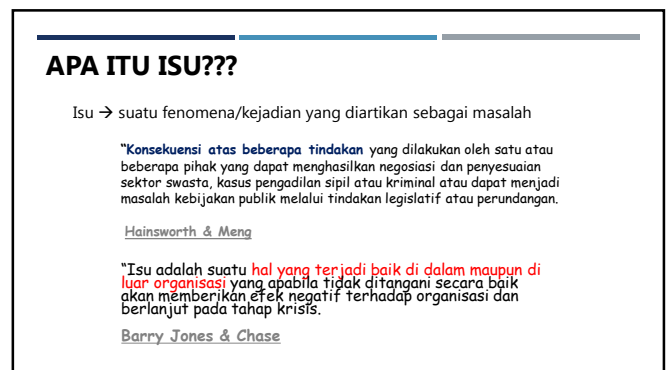 APA ITU ISU???
Isu → suatu fenomena/kejadian yang diartikan sebagai masalah
“Konsekuensi atas beberapa tindakan yang dilakukan oleh satu atau
beberapa pihak yang dapat menghasilkan negosiasi dan penyesuaian
sektor swasta, kasus pengadilan sipil atau kriminal atau dapat menjadi
masalah kebijakan publik melalui tindakan legislatif atau perundangan.
Hainsworth & Meng
“Isu adalah suatu hal yang terjadi baik di dalam maupun di
luar organisasi yang apabila tidak ditangani secara baik
akan memberikan efek negatif terhadap organisasi dan
berlanjut pada tahap krisis.
Barry Jones & Chase